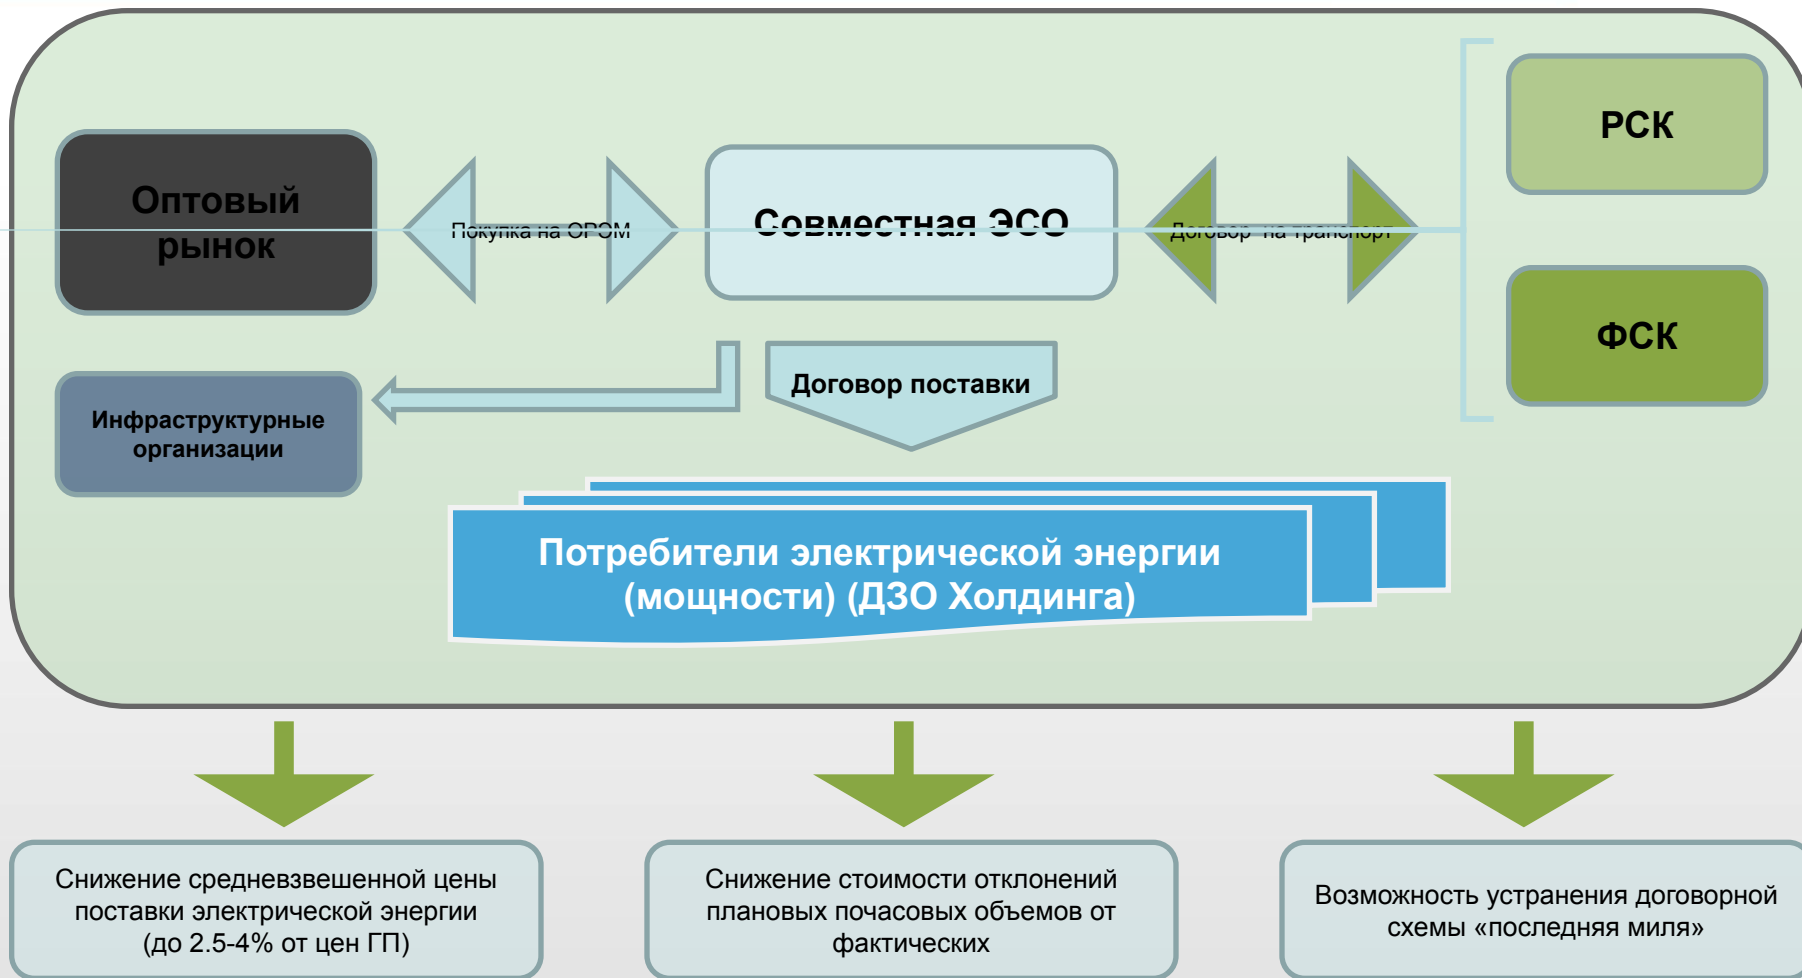 Оптовый
рынок
Покупка на ОРЭМ
Совместная ЭСО
Договор на транспорт
РСК
ФСК
Инфраструктурные
организации
Договор поставки
Потребители электрической энергии
(мощности) (ДЗО Холдинга)
Снижение средневзвешенной цены
поставки электрической энергии
(до 2.5-4% от цен ГП)
Снижение стоимости отклонений
плановых почасовых объемов от
фактических
Возможность устранения договорной
схемы «последняя миля»